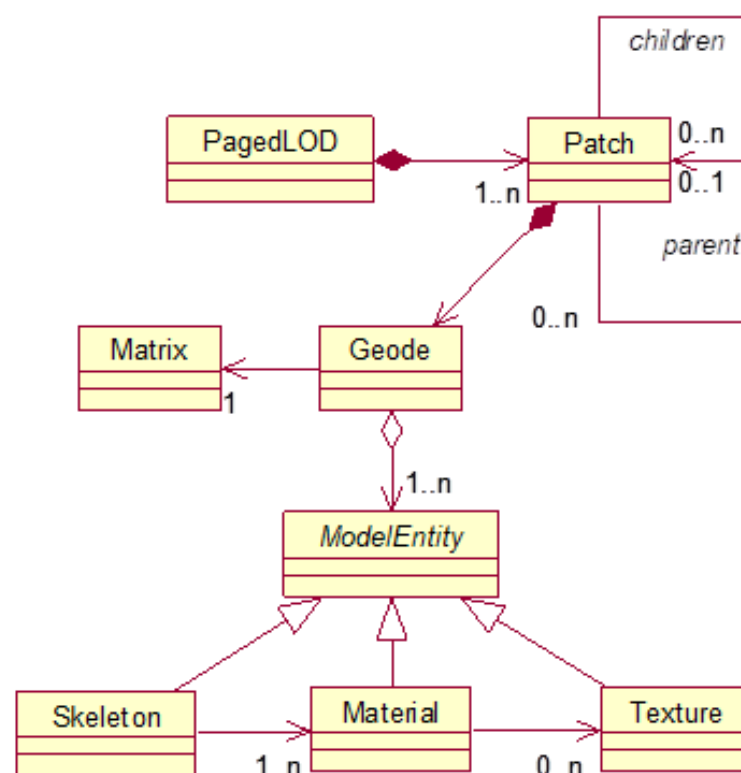 children
PagedLOD
Patch
0..n
0..1
1..n
parent
0..n
Matrix
Geode
1
1..n
ModelEntity
Skeleton
Material
Texture
1..n
0..n